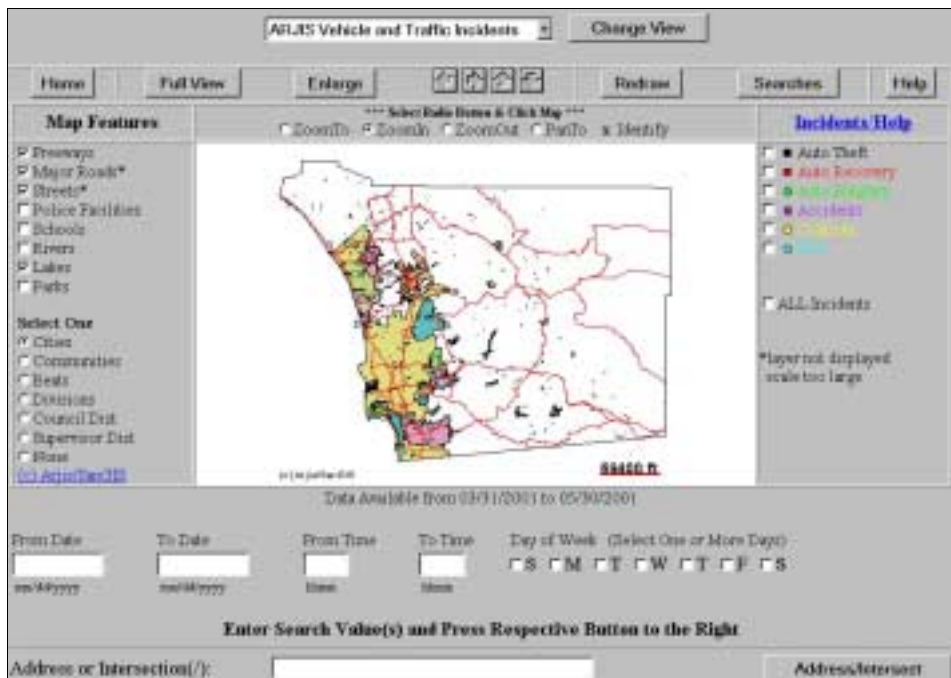 ARJIS Vehicle and Traffic Incidents
Change View
Home
Full View
Enlarge
Redraw
Searches
Help
Map Features
*** Select Radio Button & Click Map ***
ZoomTo ZoomIn ZoomOut PanTo Identify
Incidents/Help
Freeways
Major Roads*
Streets*
Police Facilities
Schools
Rivers
Lakes
Parks
Select One
Cities
Communities
Beats
Divisions
Council Dist
Supervisor Dist
None
Auto Theft
Auto Recovery
Accident
ALL Incidents
*layer not displayed
scale too large
69400 ft
Data Available from 03/31/2001 to 05/30/2001
From Date
To Date
From Time
To Time
Day of Week (Select One or More Days)
mm/dd/yyyy
mm/dd/yyyy
hhmm
hhmm
S M T W T F S
Enter Search Value(s) and Press Respective Button to the Right
Address or Intersection(/):
Address/Intersect